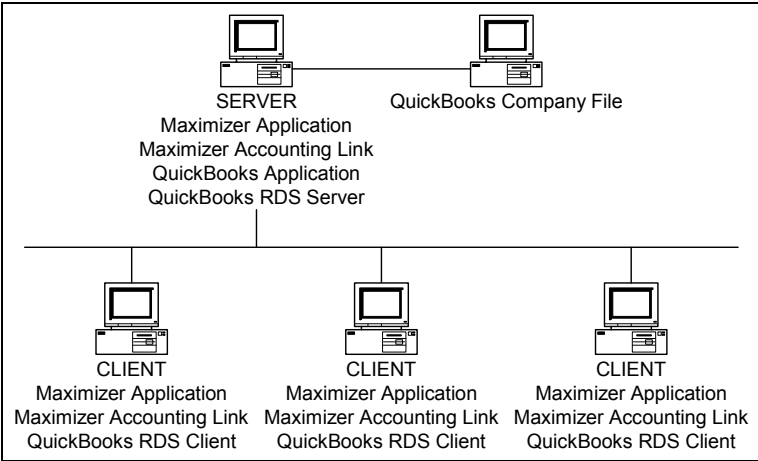 SERVER
Maximizer Application
Maximizer Accounting Link
QuickBooks Application
QuickBooks RDS Server
QuickBooks Company File
CLIENT
Maximizer Application
Maximizer Accounting Link
QuickBooks RDS Client
CLIENT
Maximizer Application
Maximizer Accounting Link
QuickBooks RDS Client
CLIENT
Maximizer Application
Maximizer Accounting Link
QuickBooks RDS Client